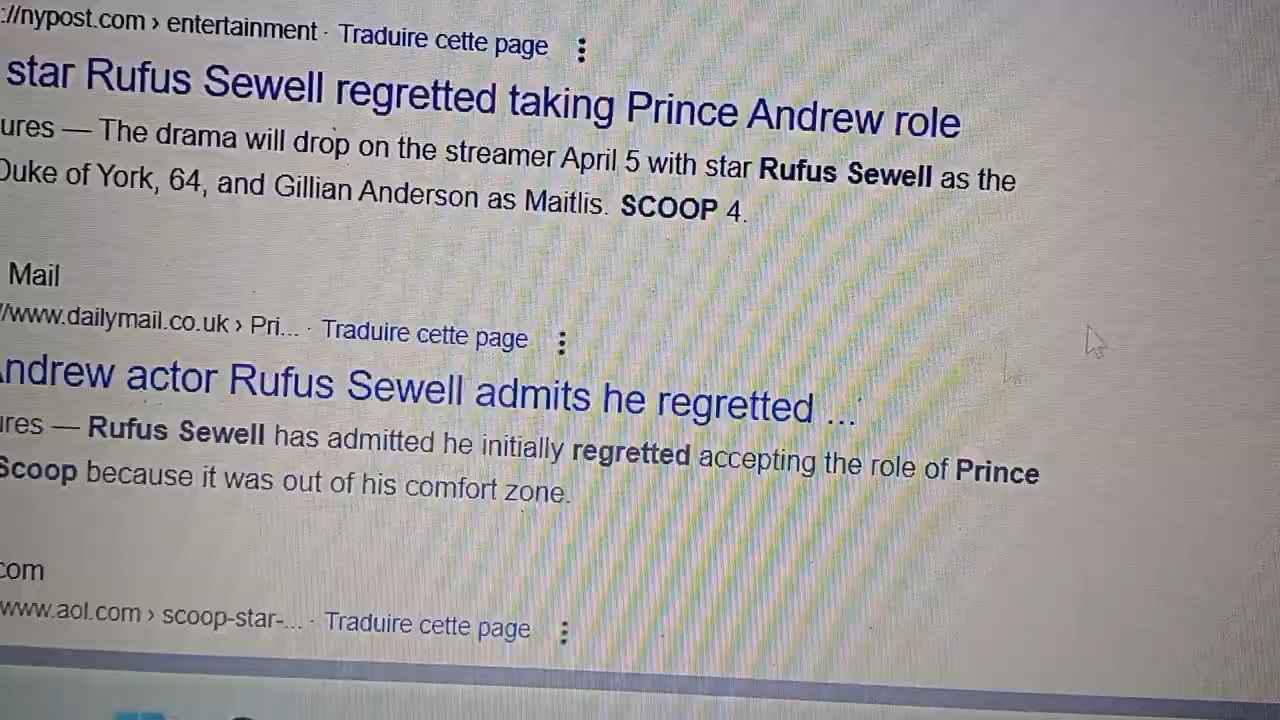 ://nypost.com › entertainment · Traduire cette page
star Rufus Sewell regretted taking Prince Andrew role
ures — The drama will drop on the streamer April 5 with star Rufus Sewell as the
Duke of York, 64, and Gillian Anderson as Maitlis. SCOOP 4.
Mail
//www.dailymail.co.uk › Pri... · Traduire cette page
Andrew actor Rufus Sewell admits he regretted ...
ures — Rufus Sewell has admitted he initially regretted accepting the role of Prince
Scoop because it was out of his comfort zone.
com
www.aol.com › scoop-star-... · Traduire cette page